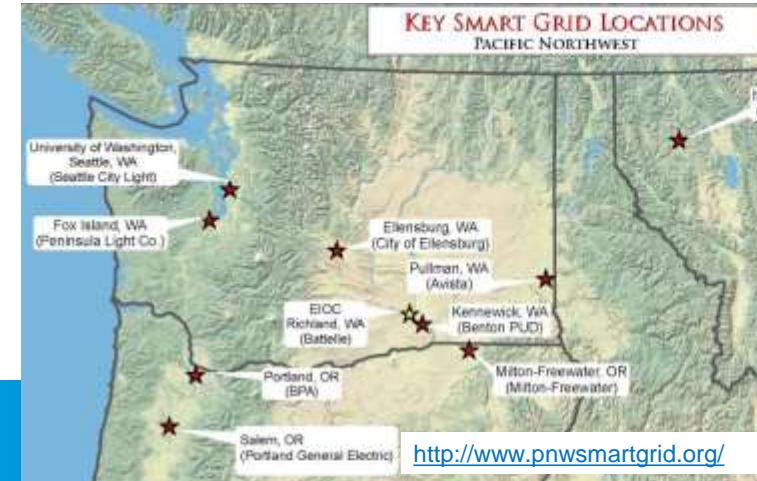 KEY SMART GRID LOCATIONS
PACIFIC NORTHWEST
University of Washington,
Seattle, WA
(Seattle City Light)
Fox Island, WA
(Peninsula Light Co.)
Ellensburg, WA
(City of Ellensburg)
Pullman, WA
(Avista)
EIOC
Richland, WA
(Battelle)
Kennewick, WA
(Benton PUD)
Portland, OR
(BPA)
Milton-Freewater, OR
(Milton-Freewater)
Salem, OR
(Portland General Electric)
http://www.pnwsmartgrid.org/